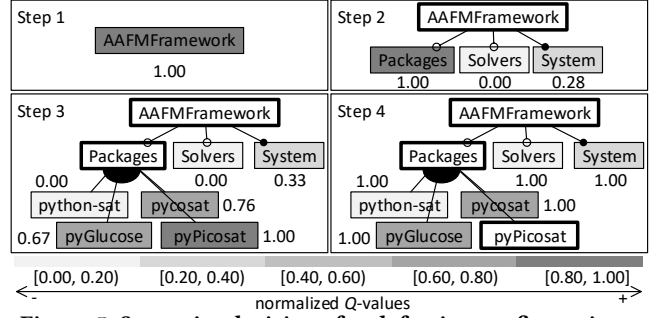 Step 1
AAFMFramework
1.00
Step 2
AAFMFramework
Packages Solvers System
1.00 0.00 0.28
Step 3
AAFMFramework
Packages Solvers System
0.00 0.00 0.33
python-sat pycosat 0.76
0.67 pyGlucose pyPicosat 1.00
Step 4
AAFMFramework
Packages Solvers System
1.00 1.00 1.00
python-sat pycosat 1.00
1.00 pyGlucose pyPicosat
[0.00, 0.20) [0.20, 0.40) [0.40, 0.60) [0.60, 0.80) [0.80, 1.00]
- normalized Q-values +